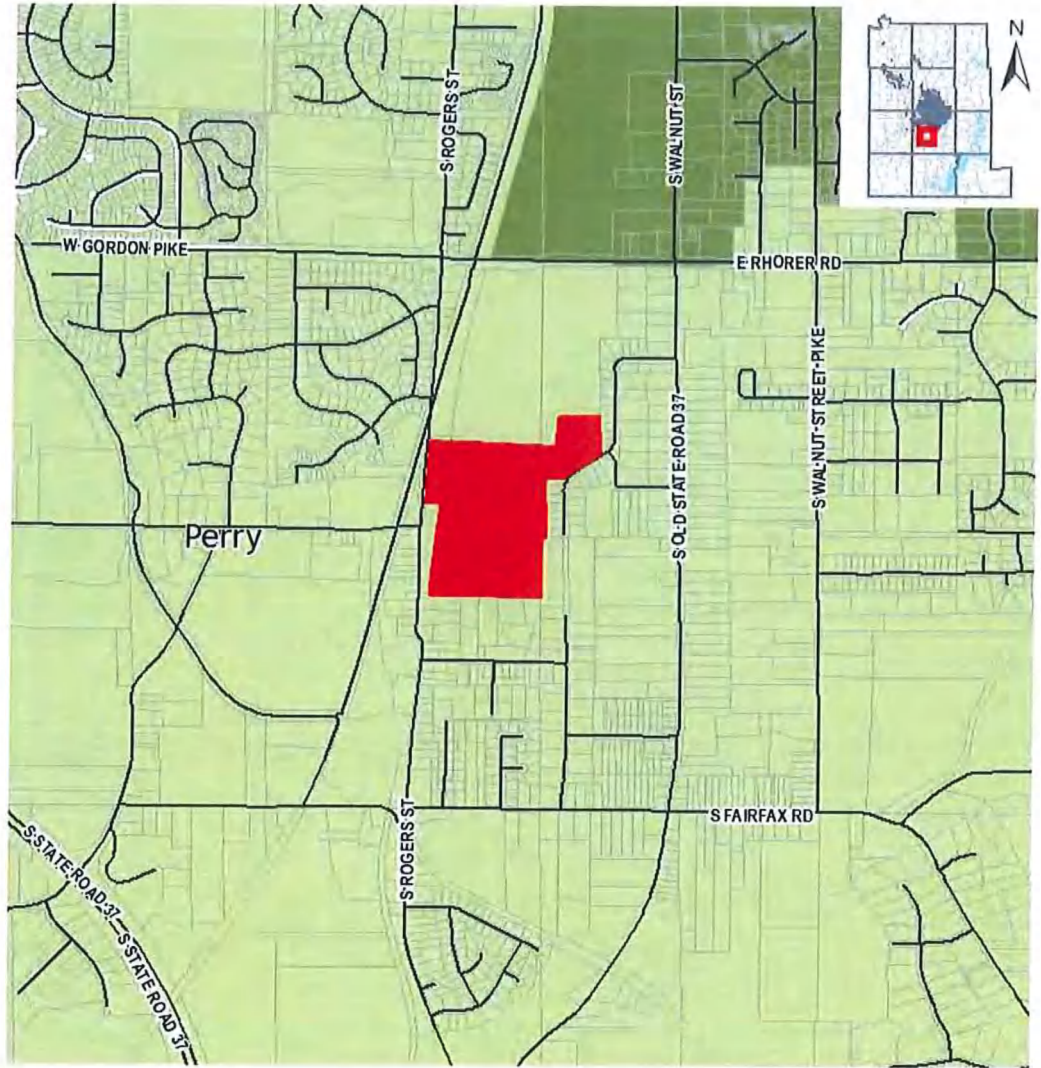 N
S ROGERS ST
S WALNUT ST
W GORDON PIKE
E RHORER RD
S WALNUT STREET PIKE
S OLD STATE ROAD 37
Perry
S FAIRFAX RD
S ROGERS ST
S STATE ROAD 37
S STATE ROAD 37